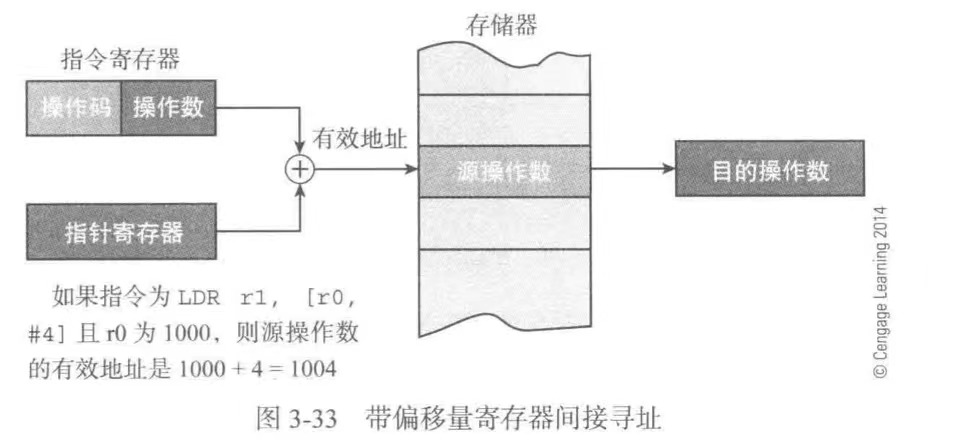 存储器
指令寄存器
操作码 操作数
有效地址
源操作数
目的操作数
指针寄存器
如果指令为 LDR r1, [r0,
#4] 且 r0 为 1000，则源操作数
的有效地址是 1000 + 4 = 1004
© Cengage Learning 2014
图 3-33 带偏移量寄存器间接寻址